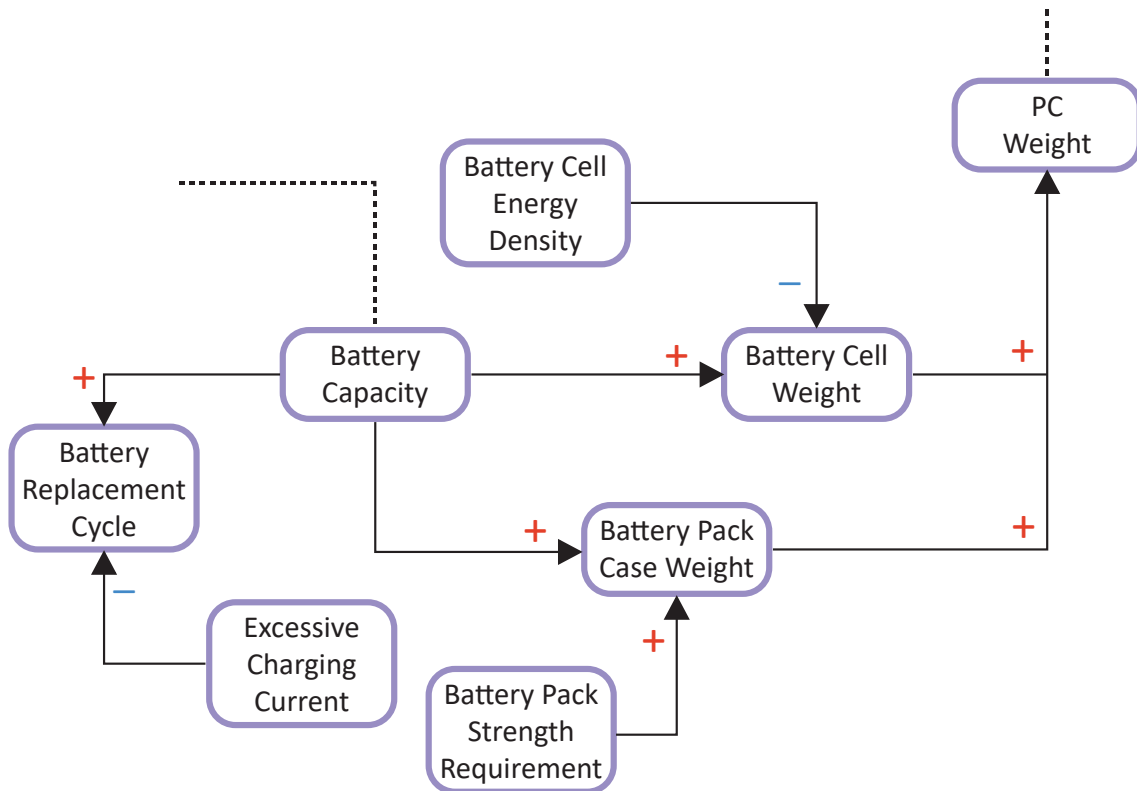 PC
Weight
Battery Cell
Energy
Density
−
Battery
Capacity
+
+
Battery Cell
Weight
+
Battery
Replacement
Cycle
+
Battery Pack
Case Weight
+
−
Excessive
Charging
Current
+
Battery Pack
Strength
Requirement